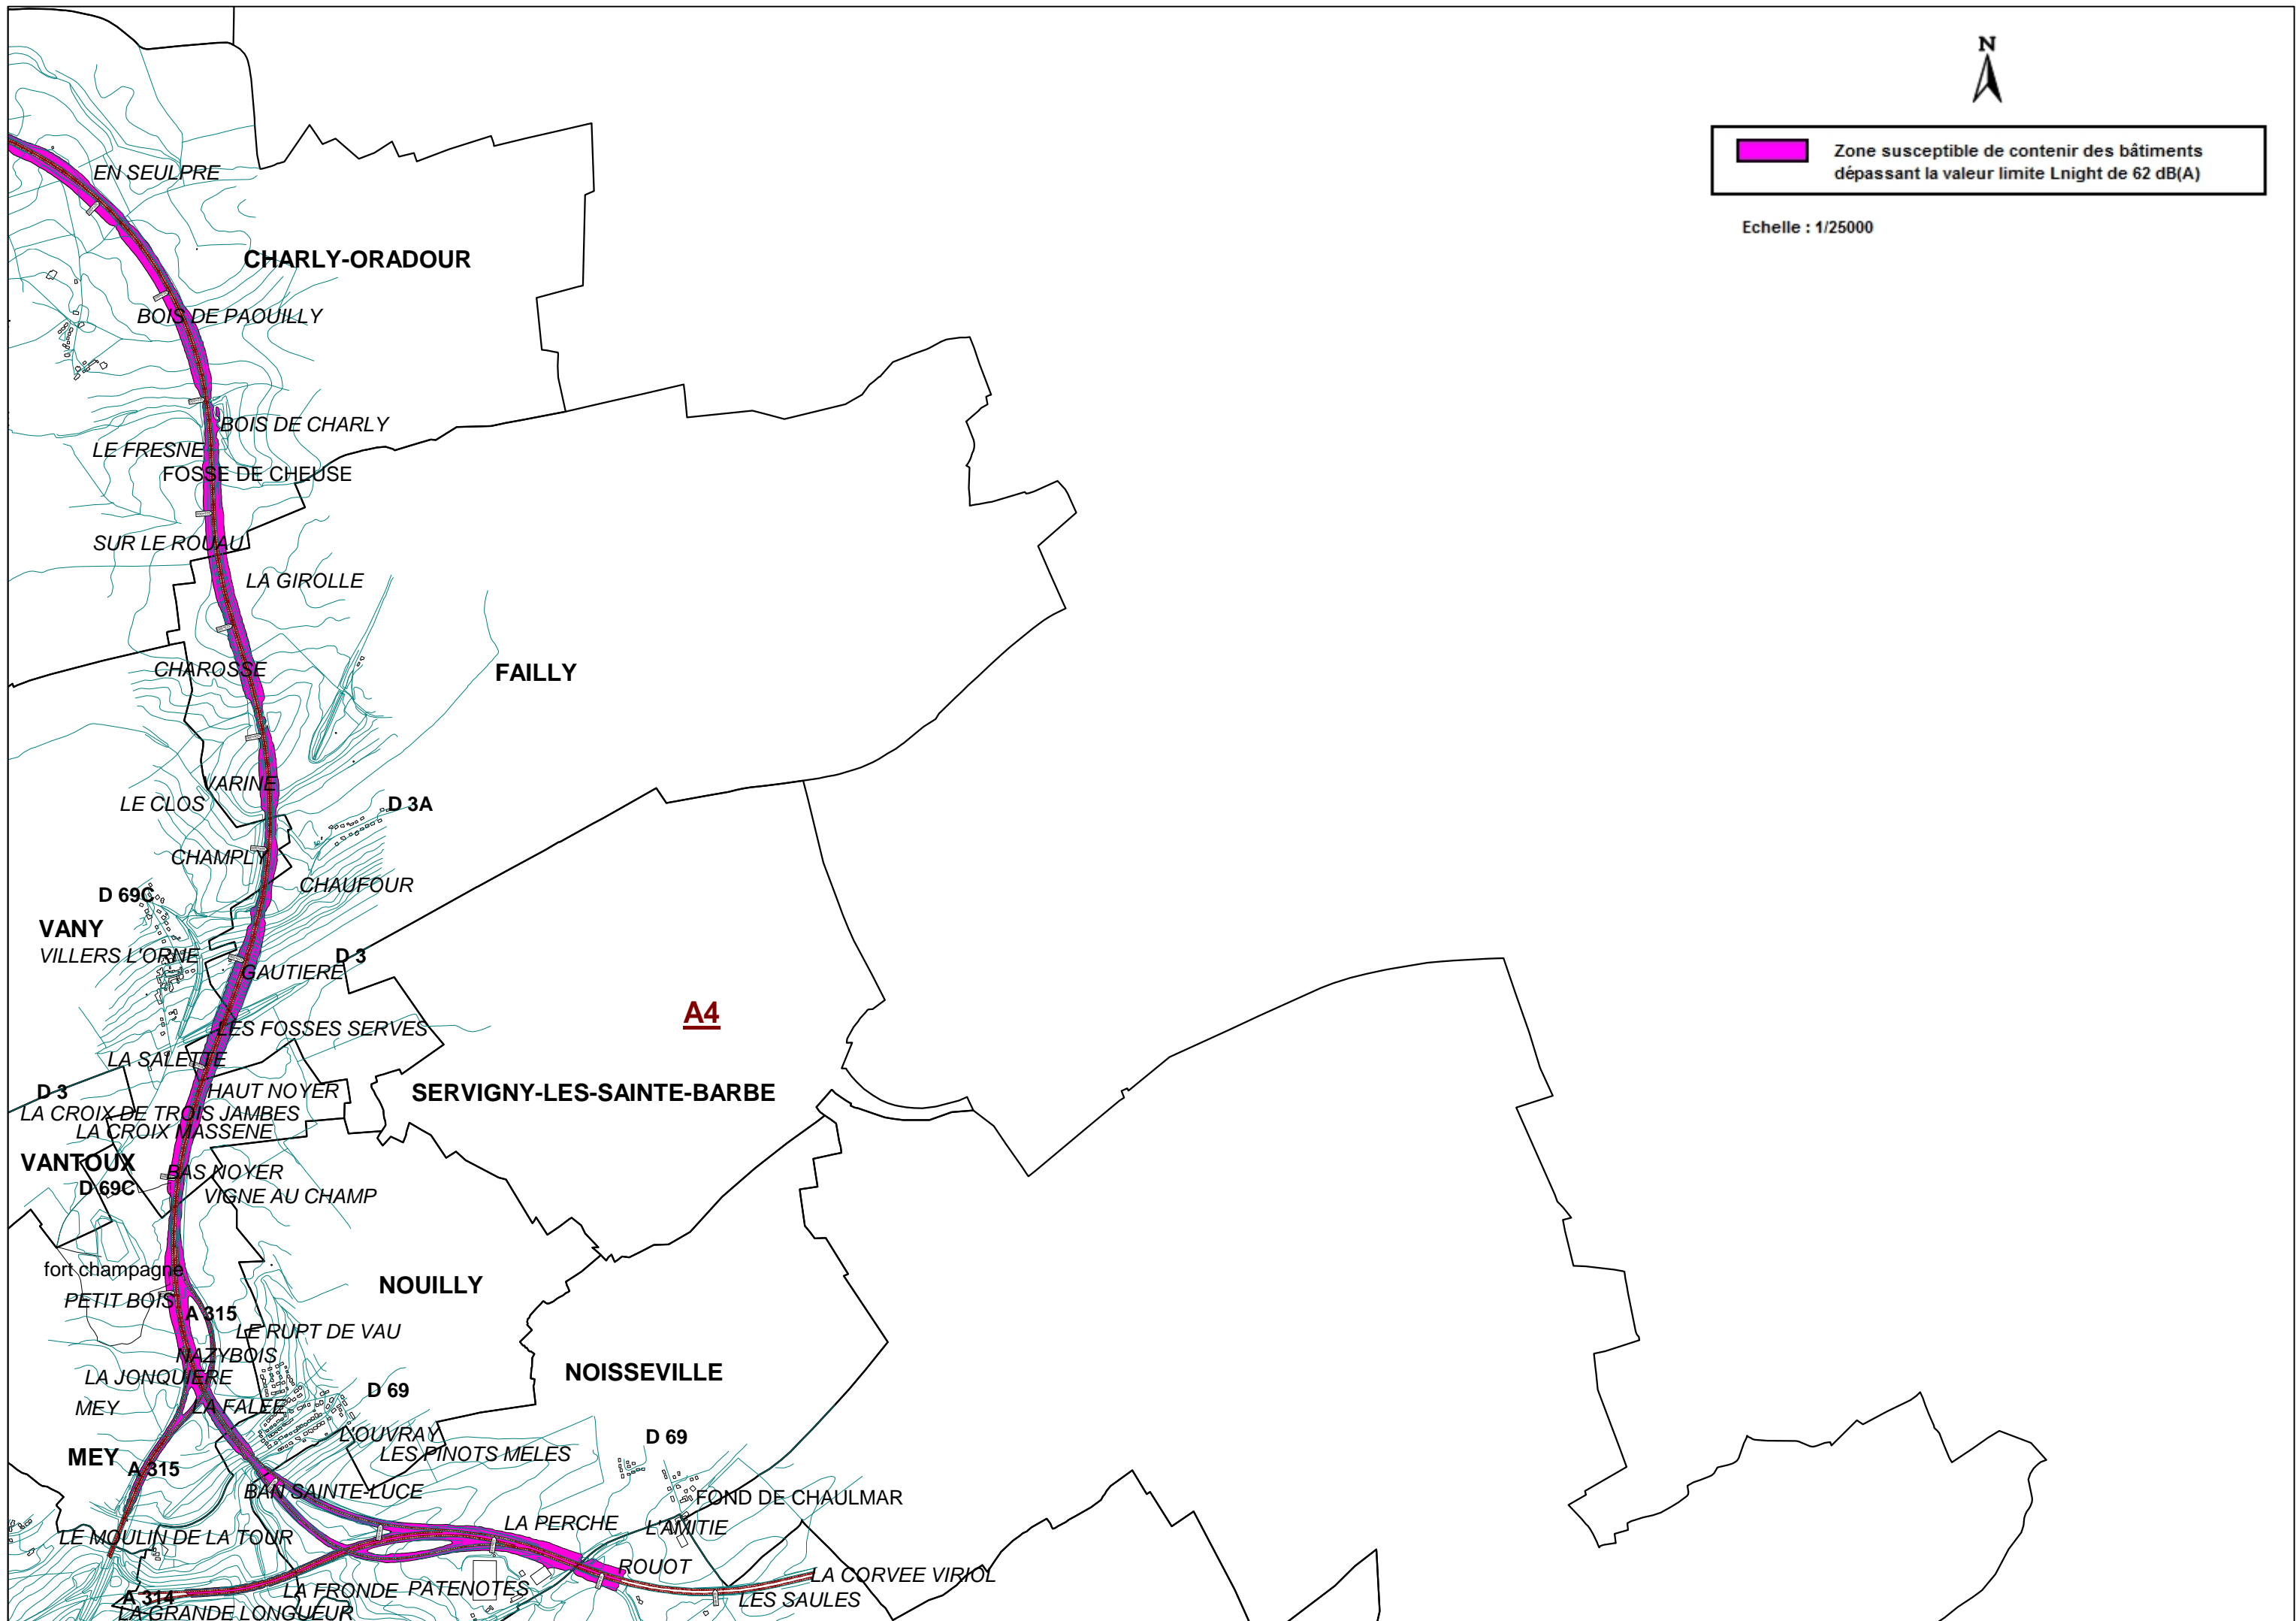 N
Zone susceptible de contenir des bâtiments
dépassant la valeur limite Lnight de 62 dB(A)
Echelle : 1/25000
EN SEULPRE
CHARLY-ORADOUR
BOIS DE PAOUILLY
BOIS DE CHARLY
LE FRESNE
FOSSE DE CHEUSE
SUR LE ROUAU
LA GIROLLE
CHAROSSE
FAILLY
VARINE
LE CLOS
D 3A
CHAMPLY
CHAUFOUR
D 69C
VANY
VILLERS L'ORNE
D 3
GAUTIERE
A4
LES FOSSES SERVES
LA SALETTE
D 3
HAUT NOYER
SERVIGNY-LES-SAINTE-BARBE
LA CROIX DE TROIS JAMBES
LA CROIX MASSENE
VANTOUX
BAS NOYER
D 69C
VIGNE AU CHAMP
fort champagne
NOUILLY
PETIT BOIS
A 315
LE RUPT DE VAU
NAZYBOIS
LA JONQUIERE
NOISSEVILLE
D 69
MEY
LA FALEE
L'OUVRAY
D 69
LES PINOTS MELES
MEY
A 315
BAN SAINTE-LUCE
FOND DE CHAULMAR
LA PERCHE
L'AMITIE
LE MOULIN DE LA TOUR
ROUOT
LA CORVEE VIRIOL
LA FRONDE
PATENOTES
A 314
LES SAULES
LA GRANDE LONGUEUR